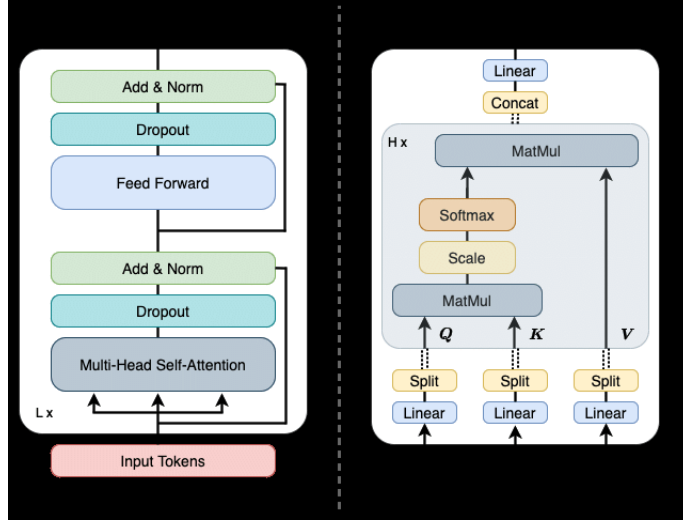 Add & Norm
Dropout
Feed Forward
Add & Norm
Dropout
Multi-Head Self-Attention
L x
Input Tokens
Linear
Concat
H x
MatMul
Softmax
Scale
MatMul
Q K V
Split Split Split
Linear Linear Linear